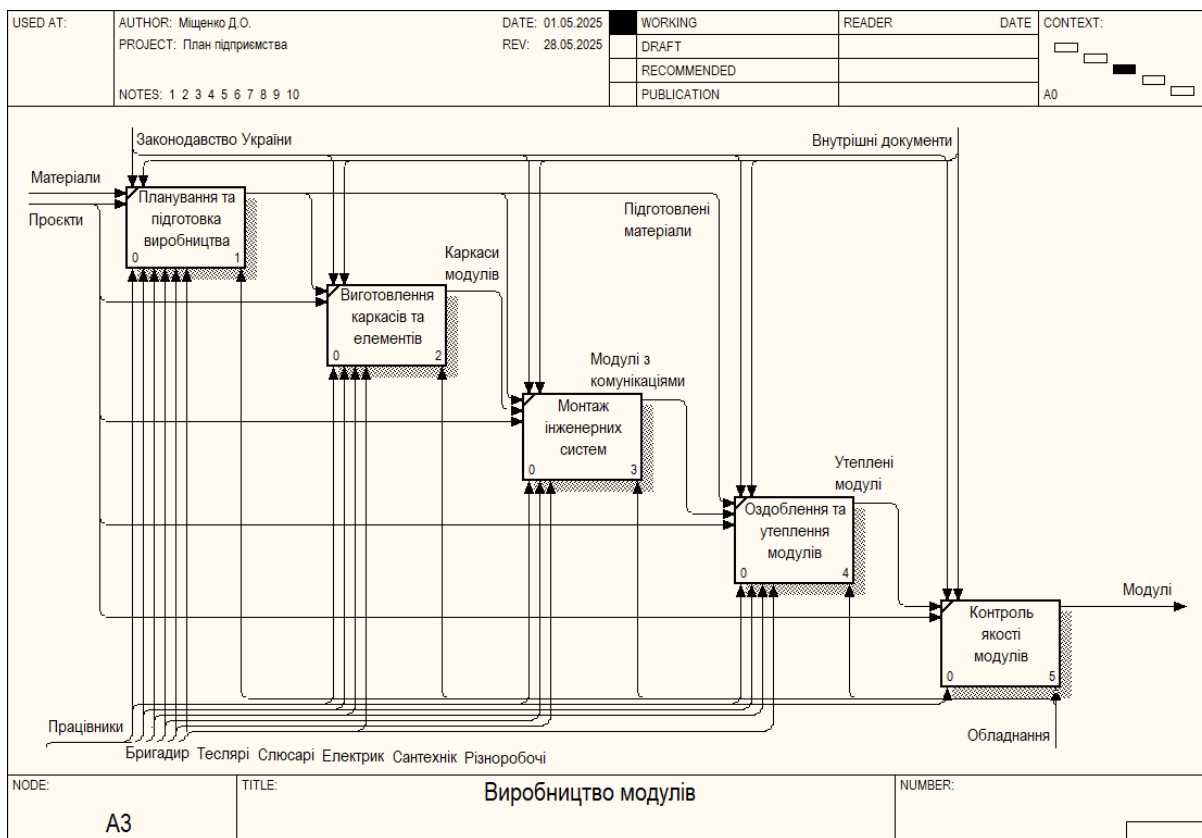 USED AT:
AUTHOR: Міщенко Д.О.
DATE: 01.05.2025
PROJECT: План підприємства
REV: 28.05.2025
NOTES: 1 2 3 4 5 6 7 8 9 10
WORKING
DRAFT
RECOMMENDED
PUBLICATION
READER
DATE
CONTEXT:
A0
Законодавство України
Внутрішні документи
Матеріали
Проєкти
Планування та
підготовка
виробництва
0 1
Підготовлені
матеріали
Каркаси
модулів
Виготовлення
каркасів та
елементів
0 2
Модулі з
комунікаціями
Монтаж
інженерних
систем
0 3
Утеплені
модулі
Оздоблення та
утеплення
модулів
0 4
Модулі
Контроль
якості
модулів
0 5
Працівники
Обладнання
Бригадир Теслярі Слюсарі Електрик Сантехнік Різноробочі
NODE:
A3
TITLE:
Виробництво модулів
NUMBER: